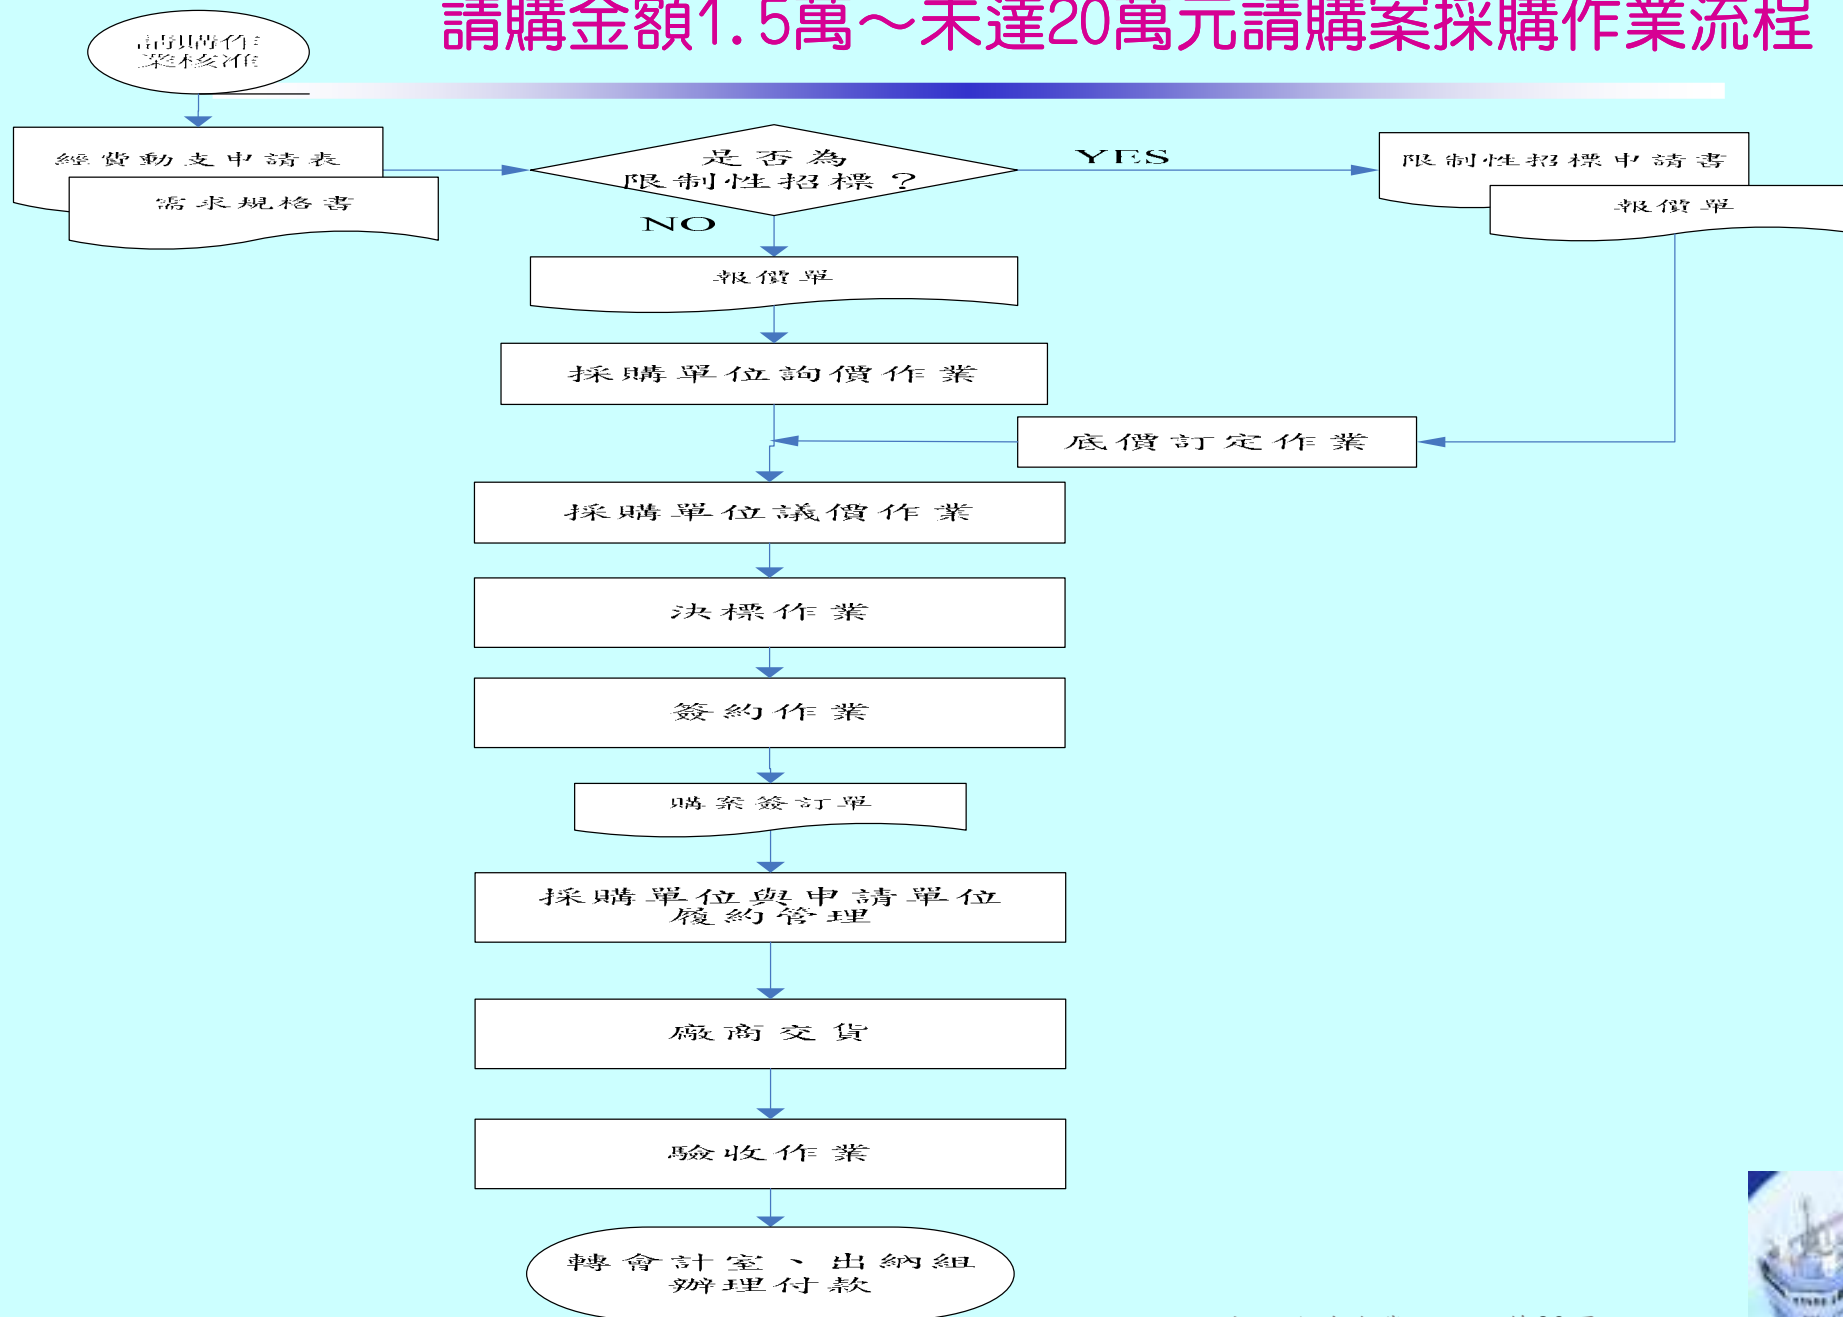 請購金額1.5萬～未達20萬元請購案採購作業流程
請購作
業核准
經費動支申請表
需求規格書
是否為
限制性招標？
YES
限制性招標申請書
報價單
NO
報價單
採購單位詢價作業
底價訂定作業
採購單位議價作業
決標作業
簽約作業
購案簽訂單
採購單位與申請單位
履約管理
廠商交貨
驗收作業
轉會計室、出納組
辦理付款